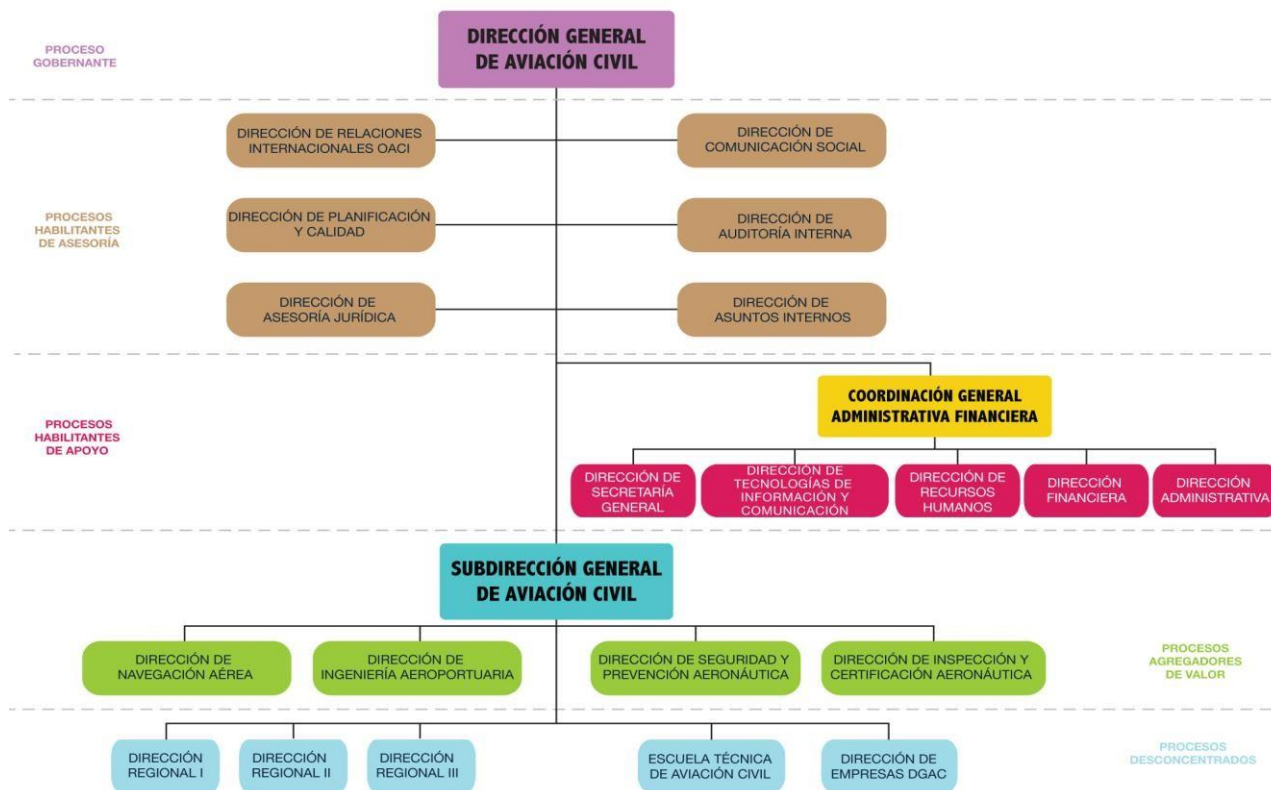 PROCESO
GOBERNANTE
DIRECCIÓN GENERAL
DE AVIACIÓN CIVIL
DIRECCIÓN DE RELACIONES
INTERNACIONALES OACI
DIRECCIÓN DE
COMUNICACIÓN SOCIAL
PROCESOS
HABILITANTES
DE ASESORÍA
DIRECCIÓN DE PLANIFICACIÓN
Y CALIDAD
DIRECCIÓN DE
AUDITORÍA INTERNA
DIRECCIÓN DE
ASESORÍA JURÍDICA
DIRECCIÓN DE
ASUNTOS INTERNOS
PROCESOS
HABILITANTES
DE APOYO
COORDINACIÓN GENERAL
ADMINISTRATIVA FINANCIERA
DIRECCIÓN DE
SECRETARÍA
GENERAL
DIRECCIÓN DE
TECNOLOGÍAS DE
INFORMACIÓN Y
COMUNICACIÓN
DIRECCIÓN DE
RECURSOS
HUMANOS
DIRECCIÓN
FINANCIERA
DIRECCIÓN
ADMINISTRATIVA
SUBDIRECCIÓN GENERAL
DE AVIACIÓN CIVIL
DIRECCIÓN DE
NAVEGACIÓN AÉREA
DIRECCIÓN DE
INGENIERÍA AEROPORTUARIA
DIRECCIÓN DE SEGURIDAD Y
PREVENCIÓN AERONÁUTICA
DIRECCIÓN DE INSPECCIÓN Y
CERTIFICACIÓN AERONÁUTICA
PROCESOS
AGREGADORES
DE VALOR
DIRECCIÓN
REGIONAL I
DIRECCIÓN
REGIONAL II
DIRECCIÓN
REGIONAL III
ESCUELA TÉCNICA
DE AVIACIÓN CIVIL
DIRECCIÓN DE
EMPRESAS DGAC
PROCESOS
DESCONCENTRADOS